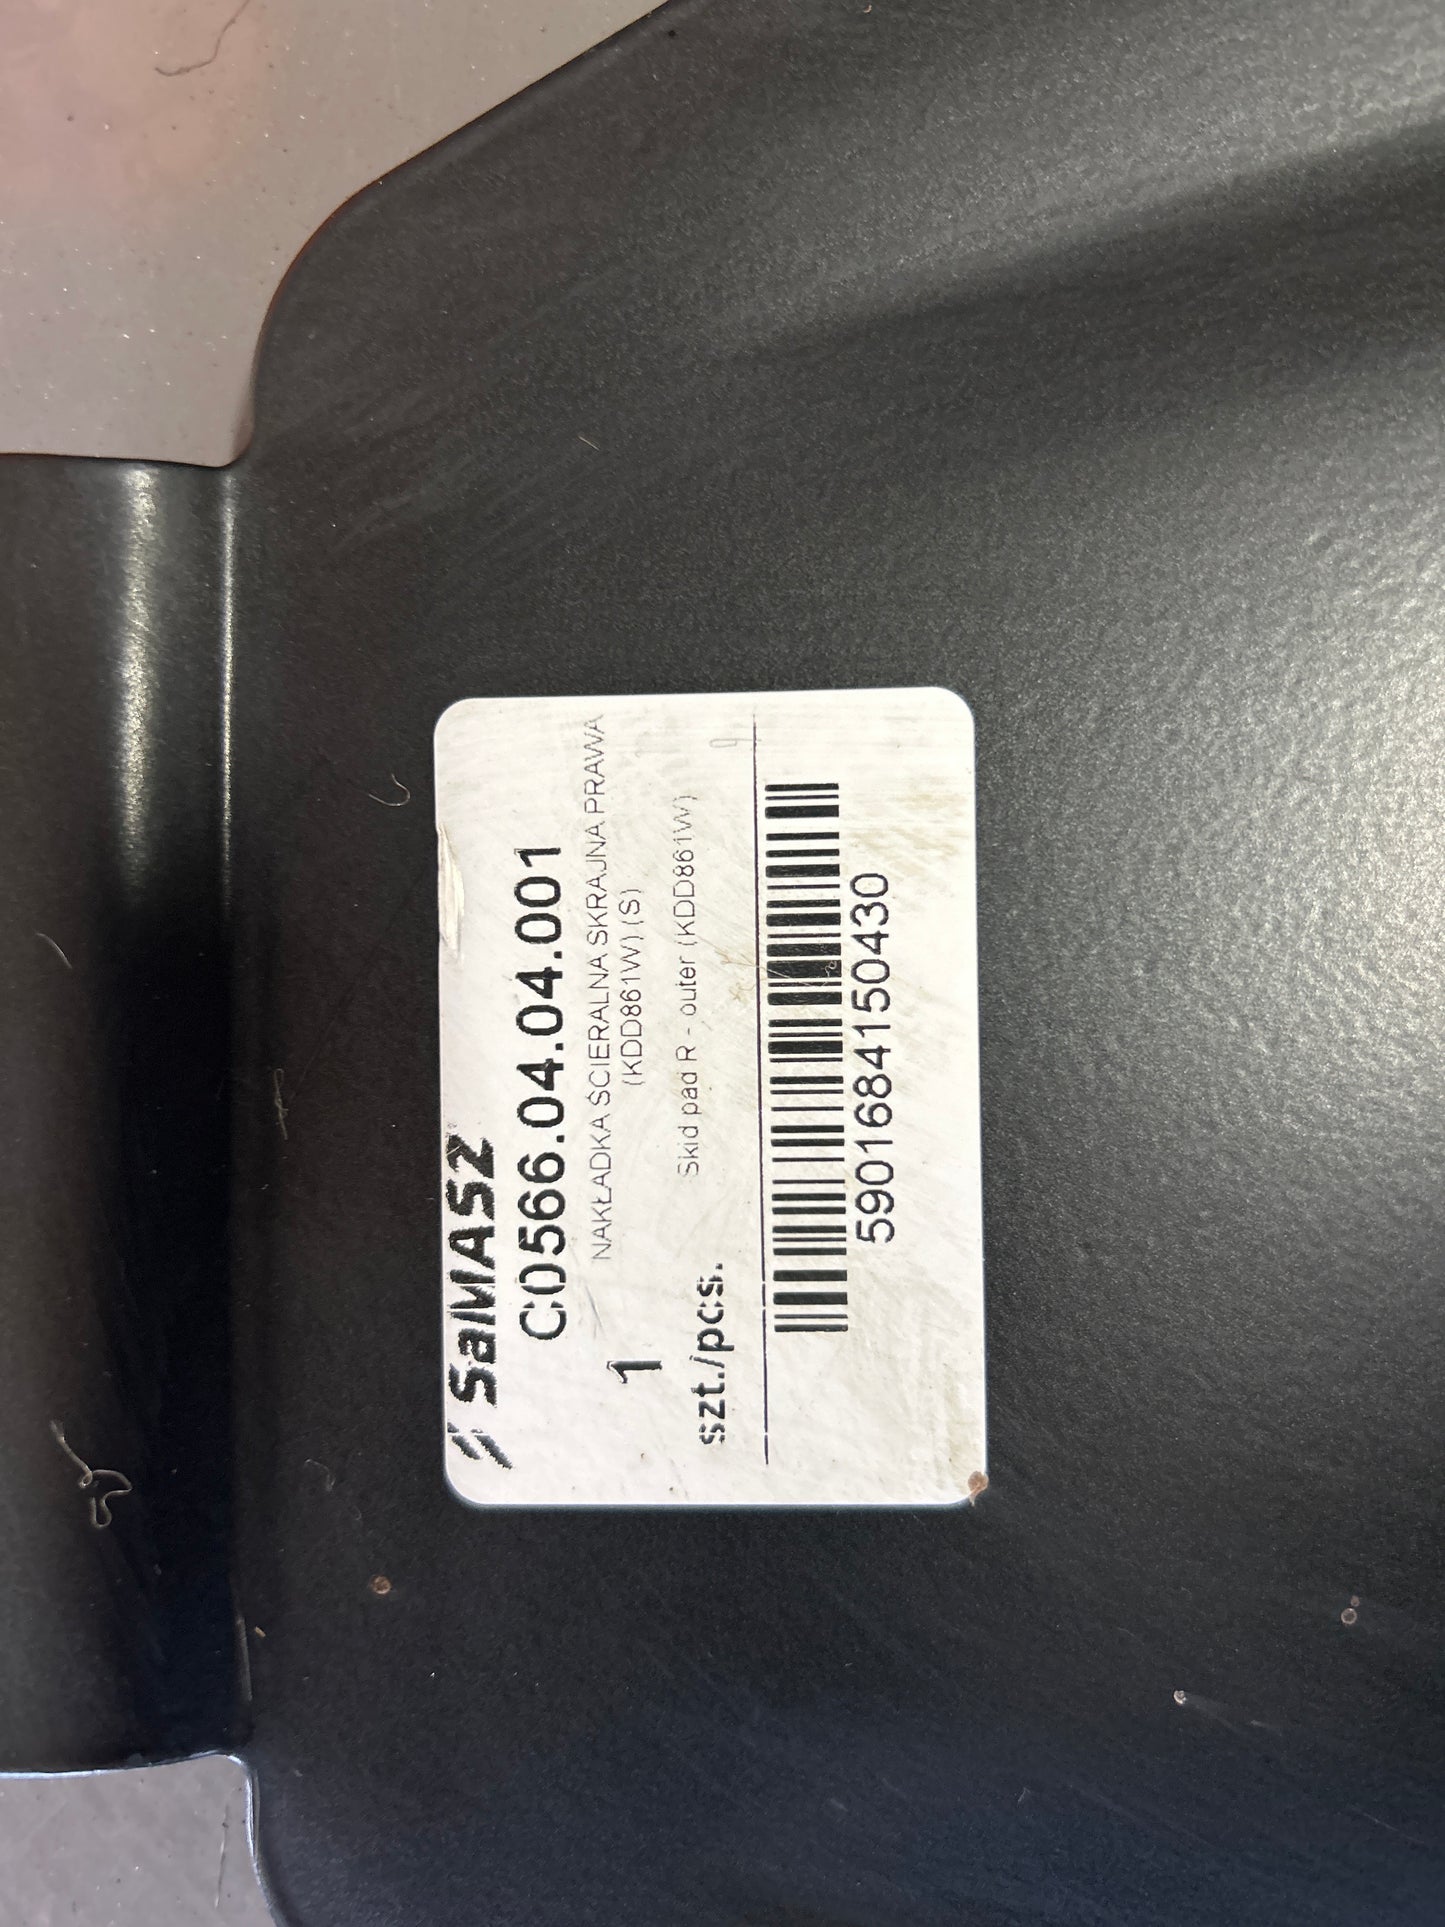 SaMASZ
C0566.04.04.001
NAKŁADKA ŚCIERALNA SKRAJNA PRAWA
(KDD861W) (S)
1
szt./pcs.
Skid pad R - outer (KDD861W)
5901684150430